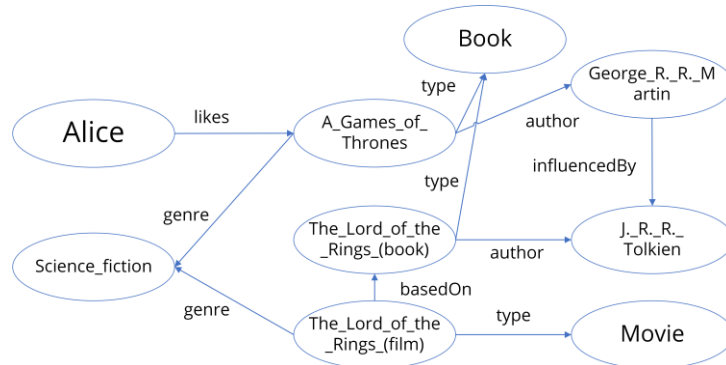 Book
type
George_R._R._M
artin
likes
Alice
A_Games_of_
Thrones
author
type
influencedBy
genre
The_Lord_of_the
_Rings_(book)
J._R._R._
Tolkien
Science_fiction
author
basedOn
genre
The_Lord_of_the
_Rings_(film)
type
Movie